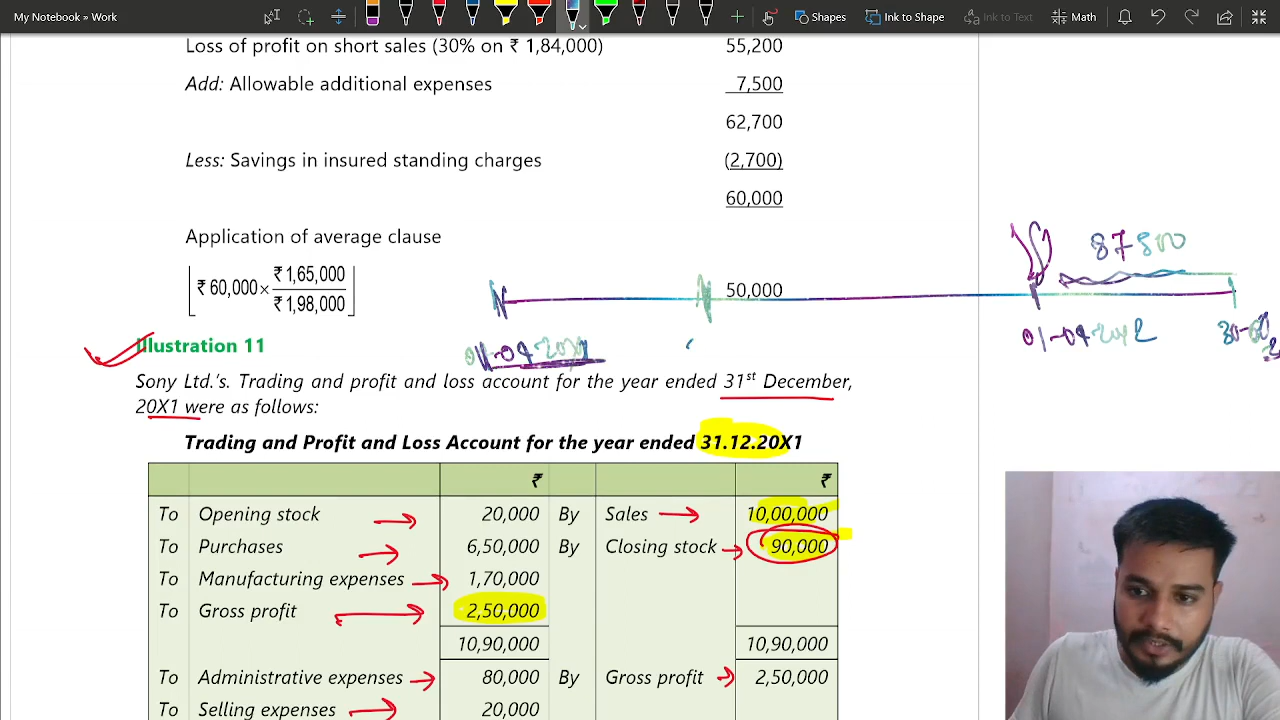 My Notebook » Work
Shapes
Ink to Shape
Ink to Text
Math
Loss of profit on short sales (30% on ₹ 1,84,000) 55,200
Add: Allowable additional expenses 7,500
62,700
Less: Savings in insured standing charges (2,700)
60,000
Application of average clause
[₹ 60,000 × ₹ 1,65,000 / ₹ 1,98,000] 50,000
87800
01-04-2012
Illustration 11
Sony Ltd.'s. Trading and profit and loss account for the year ended 31st December,
20X1 were as follows:
Trading and Profit and Loss Account for the year ended 31.12.20X1
₹ ₹
To Opening stock 20,000 By Sales 10,00,000
To Purchases 6,50,000 By Closing stock 90,000
To Manufacturing expenses 1,70,000
To Gross profit 2,50,000
10,90,000 10,90,000
To Administrative expenses 80,000 By Gross profit 2,50,000
To Selling expenses 20,000